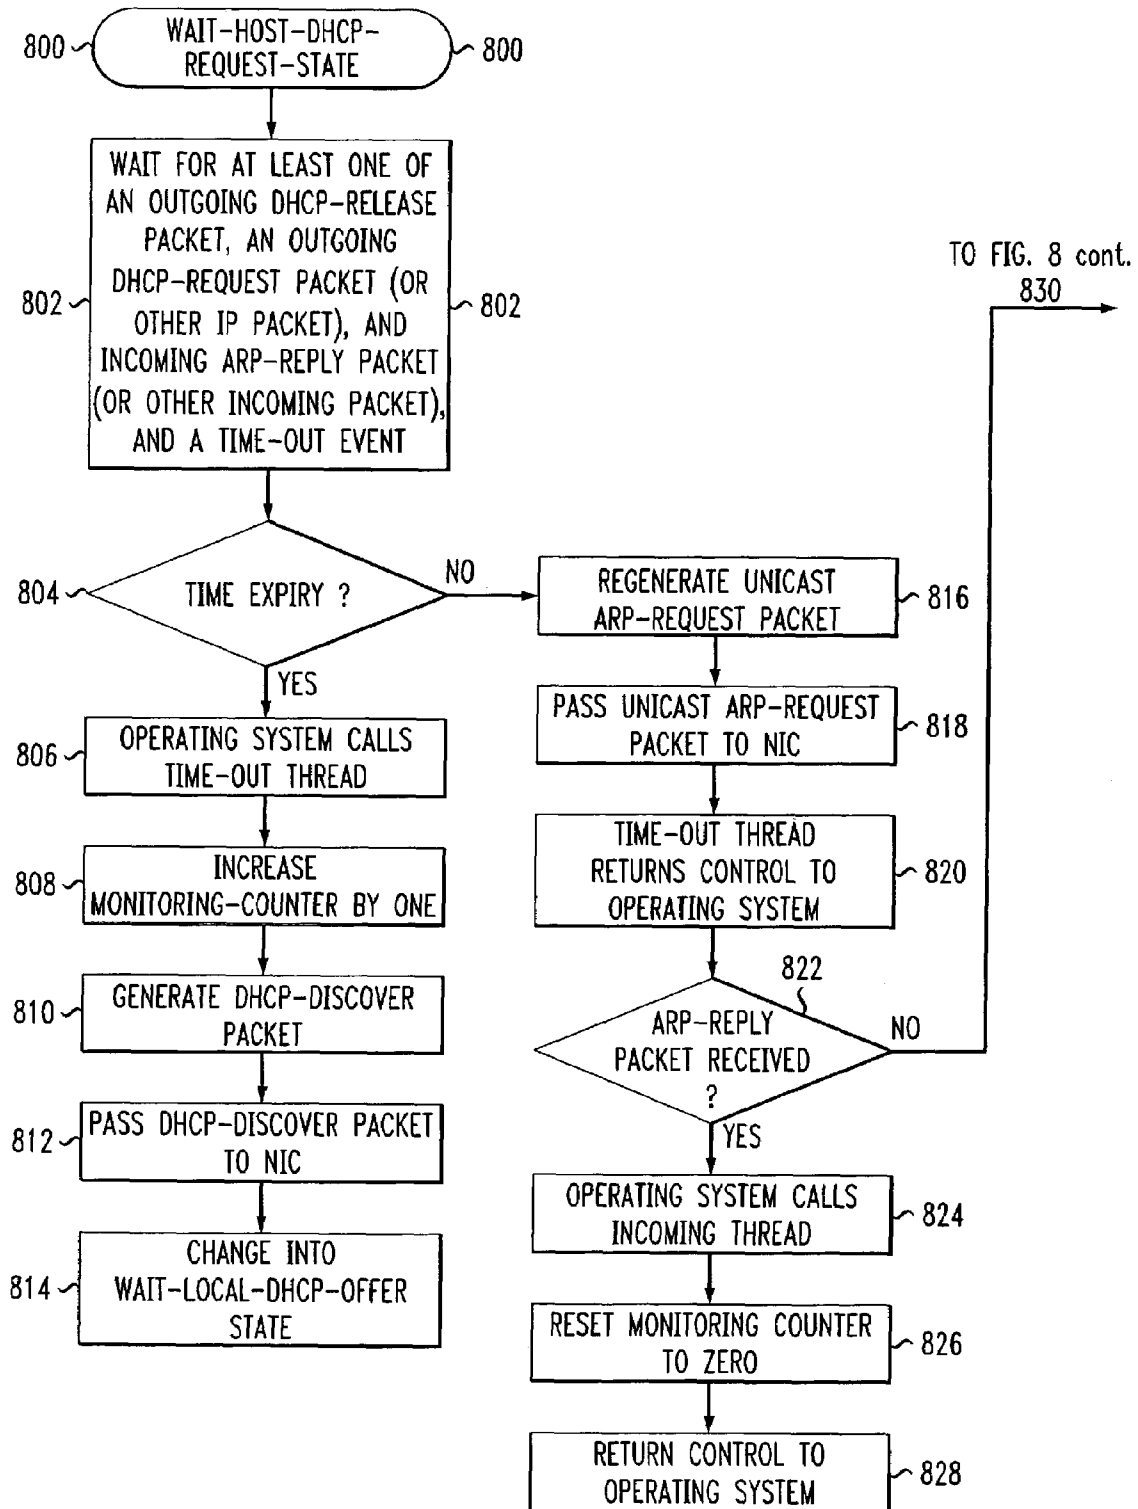 800
WAIT-HOST-DHCP-
REQUEST-STATE
800
802
WAIT FOR AT LEAST ONE OF
AN OUTGOING DHCP-RELEASE
PACKET, AN OUTGOING
DHCP-REQUEST PACKET (OR
OTHER IP PACKET), AND
INCOMING ARP-REPLY PACKET
(OR OTHER INCOMING PACKET),
AND A TIME-OUT EVENT
802
804
TIME EXPIRY ?
NO
YES
806
OPERATING SYSTEM CALLS
TIME-OUT THREAD
808
INCREASE
MONITORING-COUNTER BY ONE
810
GENERATE DHCP-DISCOVER
PACKET
812
PASS DHCP-DISCOVER PACKET
TO NIC
814
CHANGE INTO
WAIT-LOCAL-DHCP-OFFER
STATE
REGENERATE UNICAST
ARP-REQUEST PACKET
816
PASS UNICAST ARP-REQUEST
PACKET TO NIC
818
TIME-OUT THREAD
RETURNS CONTROL TO
OPERATING SYSTEM
820
822
ARP-REPLY
PACKET RECEIVED
?
NO
YES
TO FIG. 8 cont.
830
OPERATING SYSTEM CALLS
INCOMING THREAD
824
RESET MONITORING COUNTER
TO ZERO
826
RETURN CONTROL TO
OPERATING SYSTEM
828